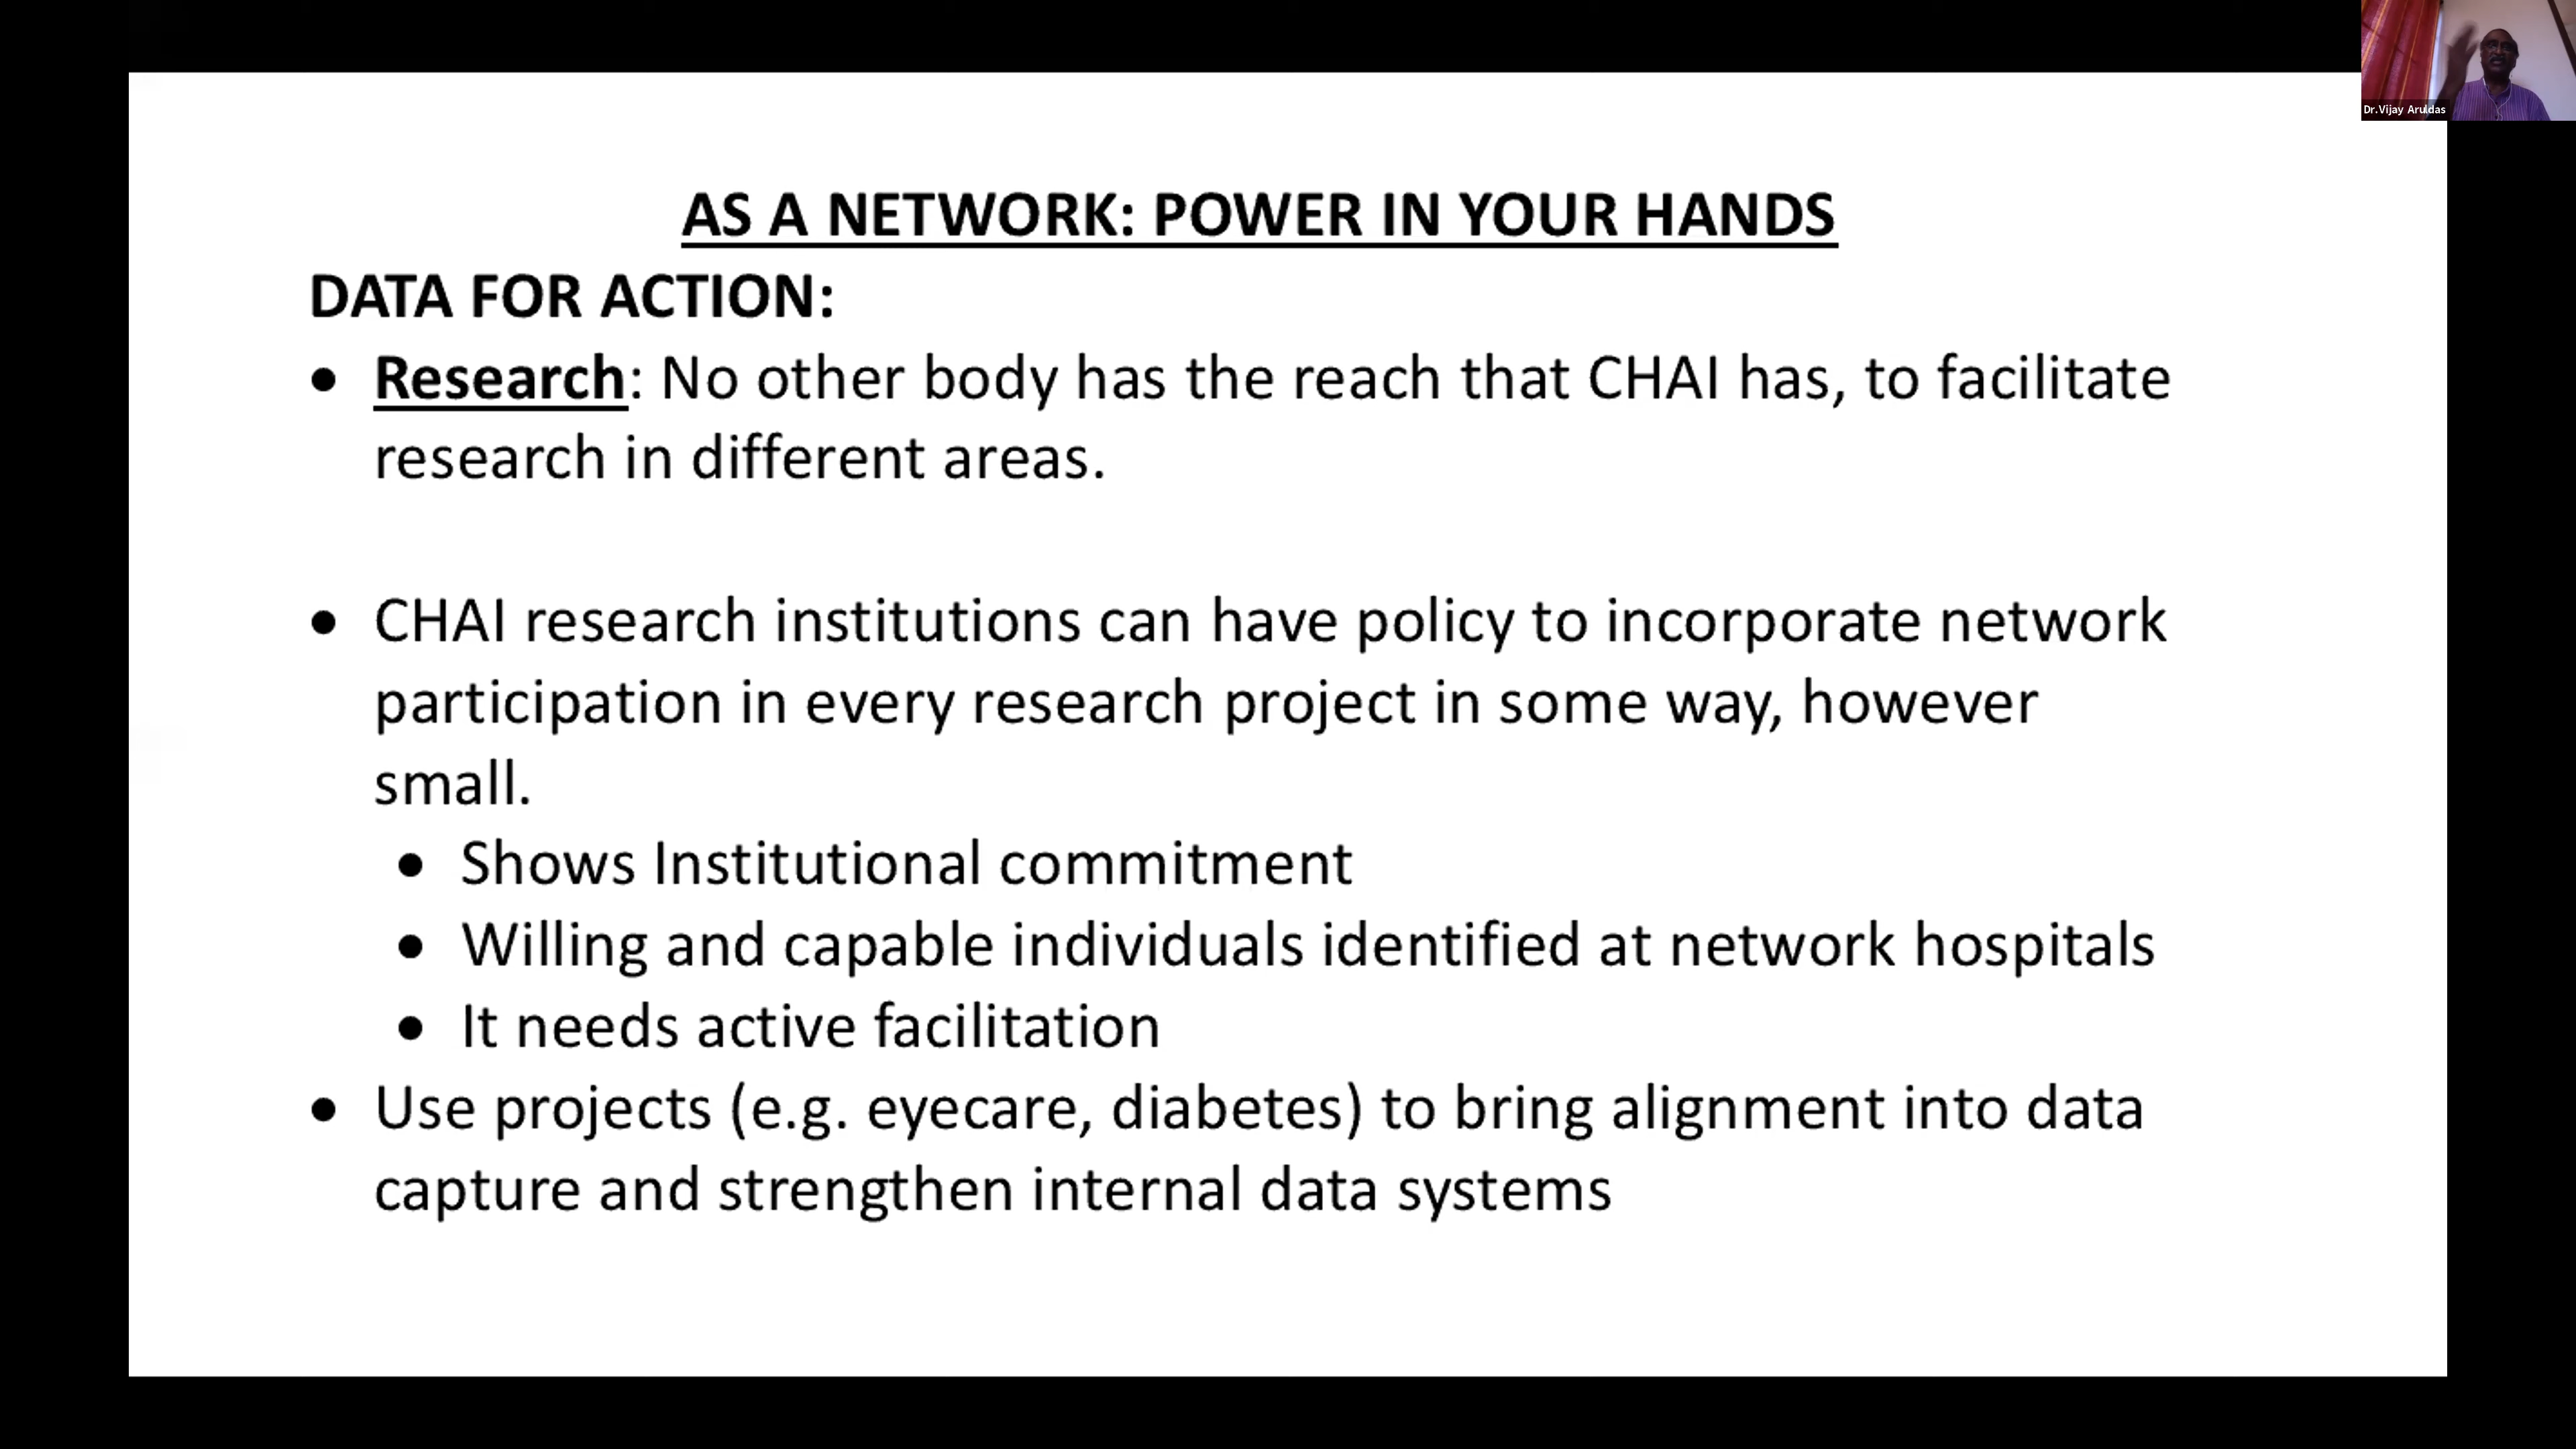 Dr.Vijay Aruldas
AS A NETWORK: POWER IN YOUR HANDS
DATA FOR ACTION:
• Research: No other body has the reach that CHAI has, to facilitate
research in different areas.
• CHAI research institutions can have policy to incorporate network
participation in every research project in some way, however
small.
• Shows Institutional commitment
• Willing and capable individuals identified at network hospitals
• It needs active facilitation
• Use projects (e.g. eyecare, diabetes) to bring alignment into data
capture and strengthen internal data systems